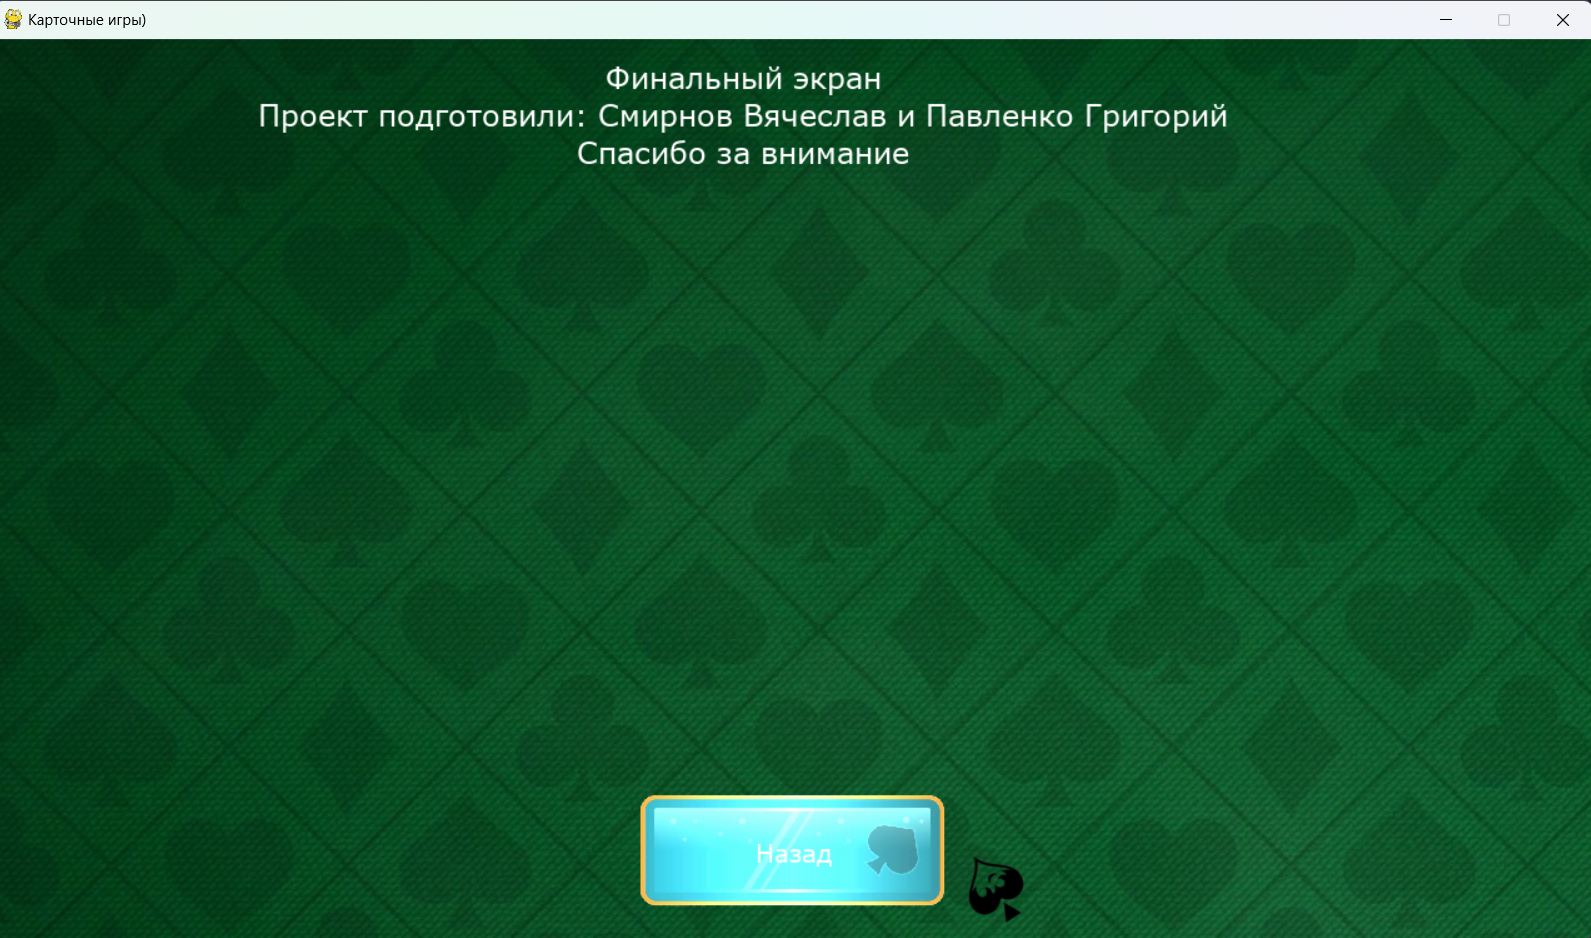 Карточные игры)
Финальный экран
Проект подготовили: Смирнов Вячеслав и Павленко Григорий
Спасибо за внимание
Назад